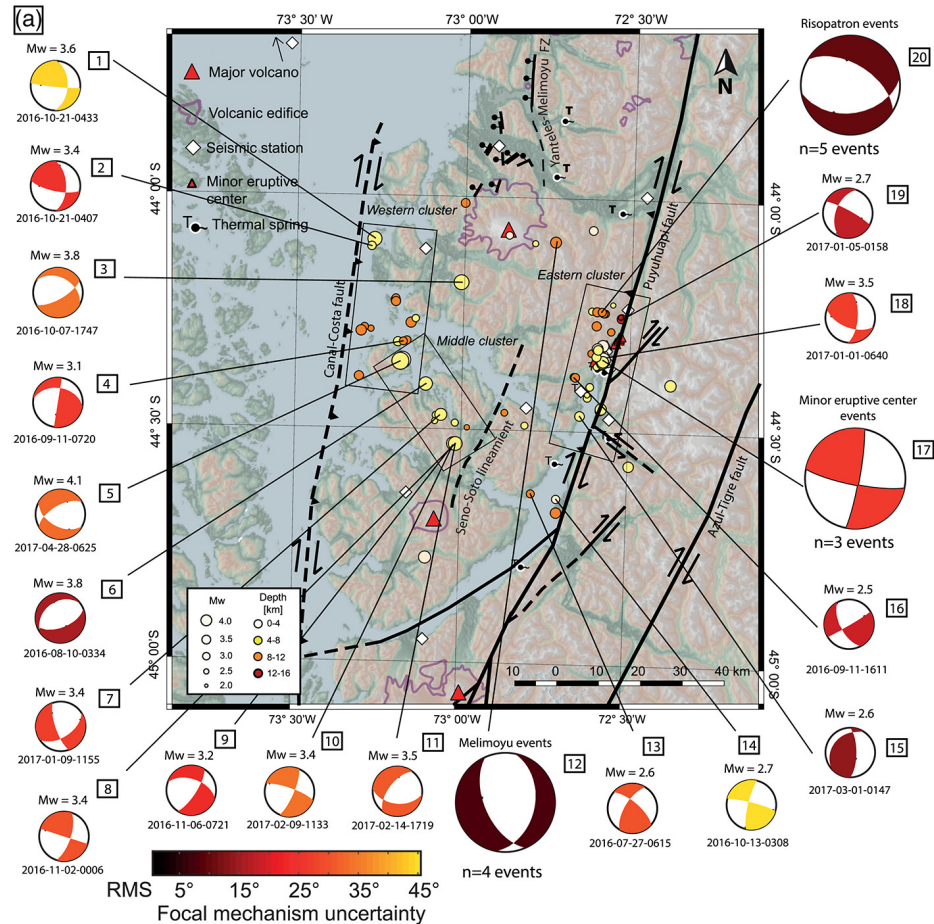 (a)
73° 30'W
73° 00'W
72° 30'W
Mw = 3.6
1
2016-10-21-0433
Mw = 3.4
2
2016-10-21-0407
Mw = 3.8
3
2016-10-07-1747
Mw = 3.1
4
2016-09-11-0720
Mw = 4.1
5
2017-04-28-0625
Mw = 3.8
6
2016-08-10-0334
Mw = 3.4
7
2017-01-09-1155
Mw = 3.4
8
2016-11-02-0006
Major volcano
Volcanic edifice
Seismic station
Minor eruptive
center
T
Thermal spring
N
Yanteles-Melimoyu FZ
T
T
T
T
T
Western cluster
Eastern cluster
Middle cluster
Canal-Costa fault
Puyuhuapi fault
Seno-Soto lineament
Azul-Tigre fault
44° 00'S
44° 30'S
45° 00'S
44° 00'S
44° 30'S
45° 00'S
Mw
Depth
[km]
4.0
3.5
3.0
2.5
2.0
0-4
4-8
8-12
12-16
10 0 10 20 30 40 km
73° 30'W
73° 00'W
72° 30'W
Risopatron events
20
n=5 events
Mw = 2.7
19
2017-01-05-0158
Mw = 3.5
18
2017-01-01-0640
Minor eruptive center
events
17
n=3 events
Mw = 2.5
16
2016-09-11-1611
Mw = 2.6
15
2017-03-01-0147
9
Mw = 3.2
2016-11-06-0721
10
Mw = 3.4
2017-02-09-1133
11
Mw = 3.5
2017-02-14-1719
Melimoyu events
12
n=4 events
13
Mw = 2.6
2016-07-27-0615
14
Mw = 2.7
2016-10-13-0308
RMS 5° 15° 25° 35° 45°
Focal mechanism uncertainty